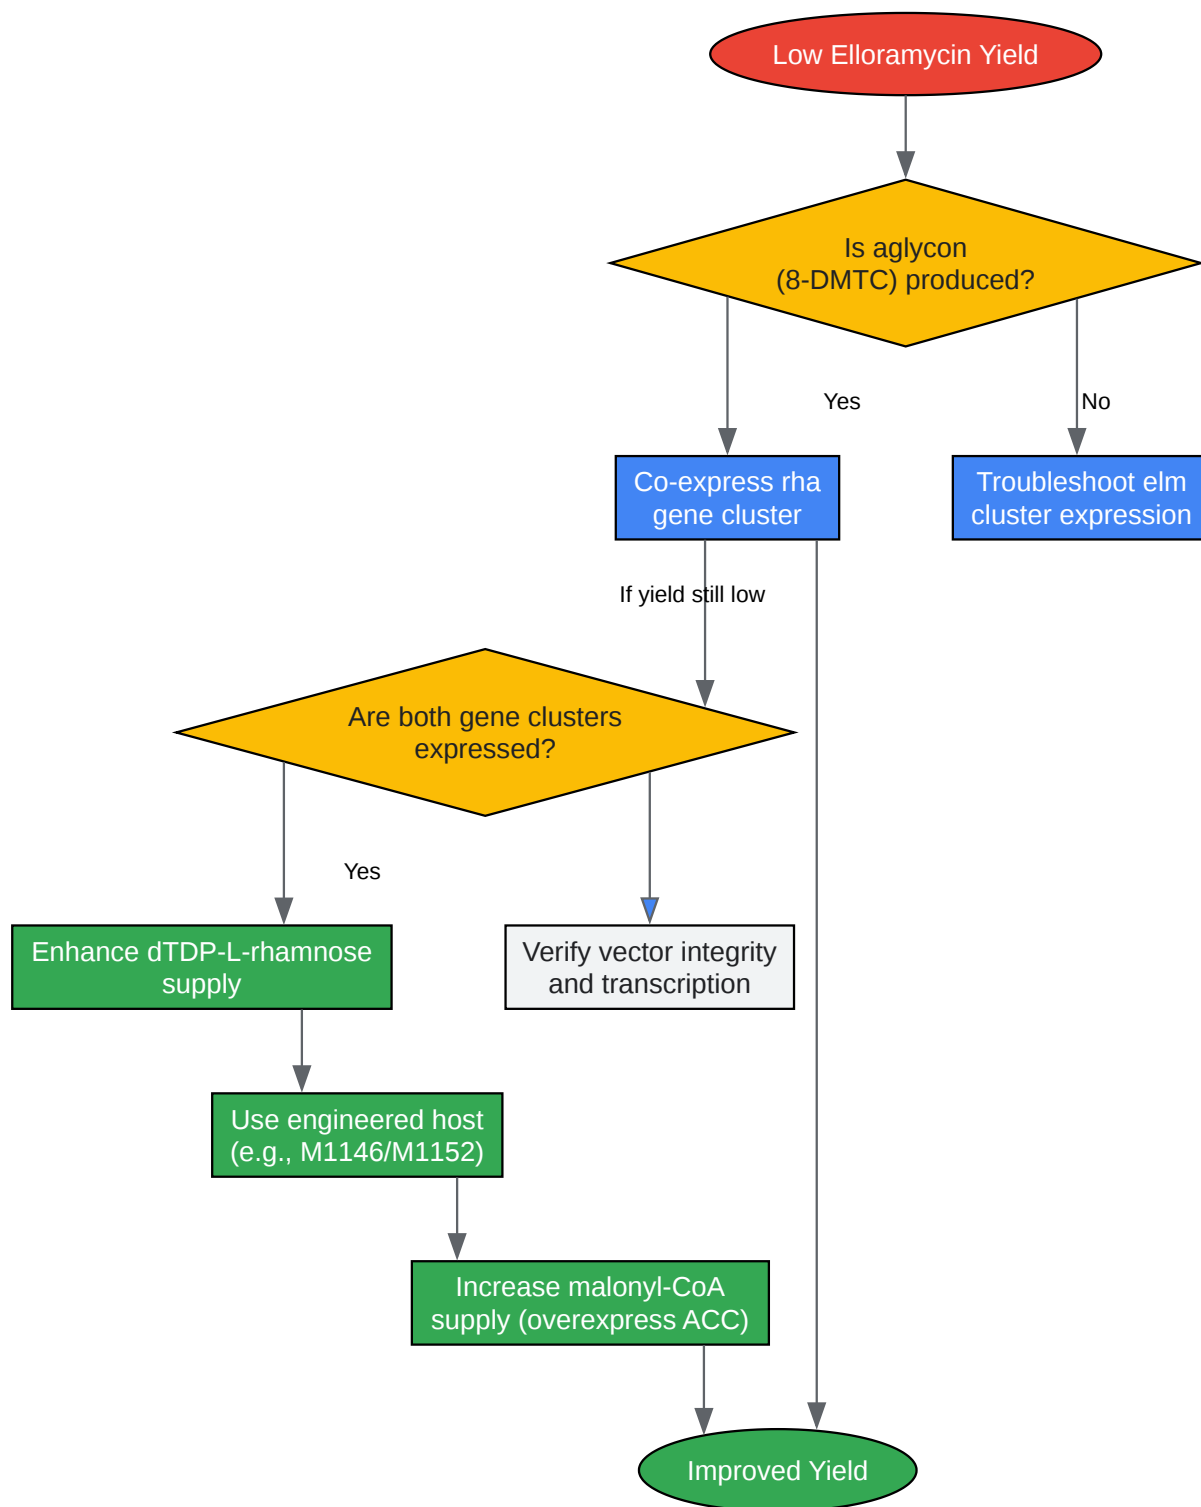 Low Elloramycin Yield
Is aglycon
(8-DMTC) produced?
Yes
No
Co-express rha
gene cluster
Troubleshoot elm
cluster expression
If yield still low
Are both gene clusters
expressed?
Yes
Enhance dTDP-L-rhamnose
supply
Verify vector integrity
and transcription
Use engineered host
(e.g., M1146/M1152)
Increase malonyl-CoA
supply (overexpress ACC)
Improved Yield